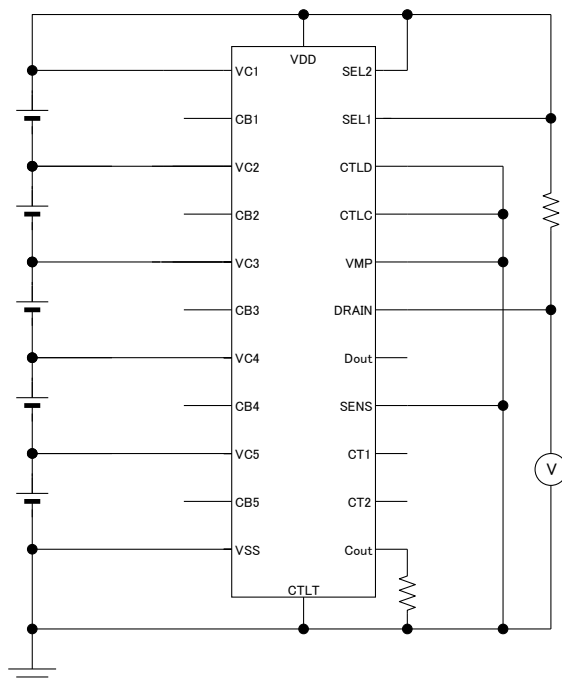 VDD
VC1
SEL2
CB1
SEL1
VC2
CTLD
CB2
CTLC
VC3
VMP
CB3
DRAIN
VC4
Dout
CB4
SENS
VC5
CT1
V
CB5
CT2
VSS
Cout
CTLT